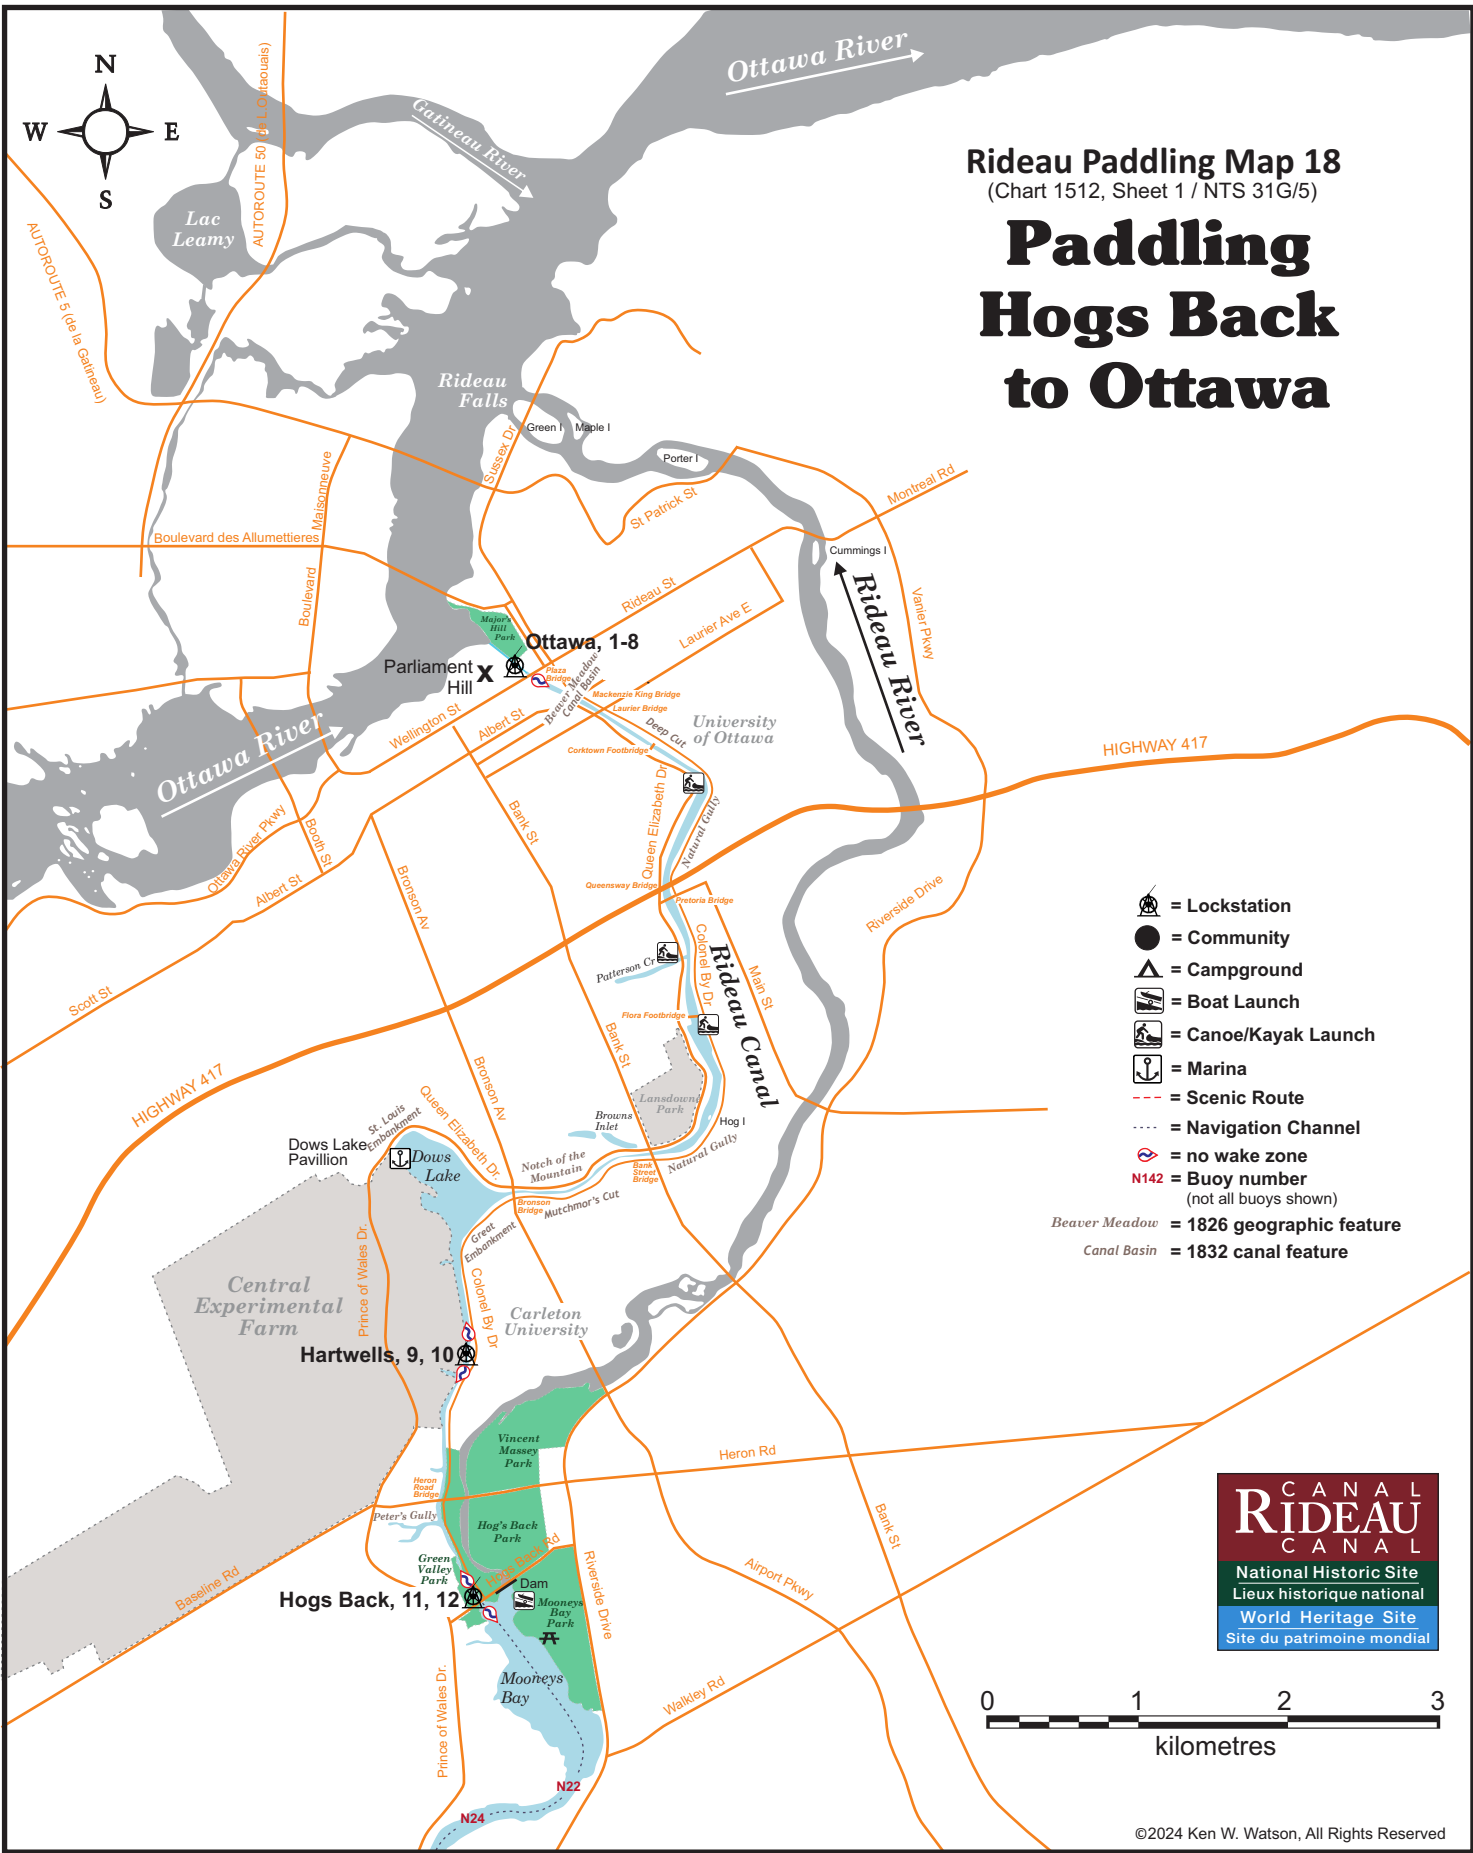 N
W
E
S
Ottawa River
Gatineau River
AUTOROUTE 50 (de L.Outaouais)
Lac
Leamy
AUTOROUTE 5 (de la Gatineau)
Rideau Paddling Map 18
(Chart 1512, Sheet 1 / NTS 31G/5)
Paddling
Hogs Back
to Ottawa
Rideau
Falls
Green I
Maple I
Porter I
Sussex Dr
St Patrick St
Montreal Rd
Boulevard des Allumettieres
Maisonneuve
Boulevard
Cummings I
Rideau River
Vanier Pkwy
Rideau St
Laurier Ave E
Major's
Hill
Park
Ottawa, 1-8
Parliament
Hill
X
Plaza
Bridge
Beaver Meadow
Canal Basin
Mackenzie King Bridge
Laurier Bridge
Deep Cut
University
of Ottawa
Corktown Footbridge
Wellington St
Albert St
Ottawa River
HIGHWAY 417
Ottawa River Pkwy
Booth St
Albert St
Bank St
Queen Elizabeth Dr
Natural Gully
Bronson Av
Queensway Bridge
Pretoria Bridge
Riverside Drive
Colonel By Dr
Rideau Canal
Main St
Patterson Cr
Flora Footbridge
Scott St
Bank St
HIGHWAY 417
Bronson Av
Lansdown
Park
Hog I
Browns
Inlet
Queen Elizabeth Dr.
St. Louis
Embankment
Dows Lake
Pavillion
Dows
Lake
Notch of the
Mountain
Bank
Street
Bridge
Natural Gully
Bronson
Bridge
Mutchmor's Cut
Great
Embankment
= Lockstation
= Community
= Campground
= Boat Launch
= Canoe/Kayak Launch
= Marina
= Scenic Route
= Navigation Channel
= no wake zone
N142 = Buoy number
(not all buoys shown)
Beaver Meadow = 1826 geographic feature
Canal Basin = 1832 canal feature
Prince of Wales Dr.
Central
Experimental
Farm
Colonel By Dr
Carleton
University
Hartwells, 9, 10
Vincent
Massey
Park
Heron Rd
Heron
Road
Bridge
Peter's Gully
Hog's Back
Park
Green
Valley
Park
Hogs Back Rd
Hogs Back, 11, 12
Dam
Mooneys
Bay
Park
Riverside Drive
Airport Pkwy
Bank St
Baseline Rd
Mooneys
Bay
Walkley Rd
Prince of Wales Dr.
N22
N24
CANAL
RIDEAU
CANAL
National Historic Site
Lieux historique national
World Heritage Site
Site du patrimoine mondial
0 1 2 3
kilometres
©2024 Ken W. Watson, All Rights Reserved